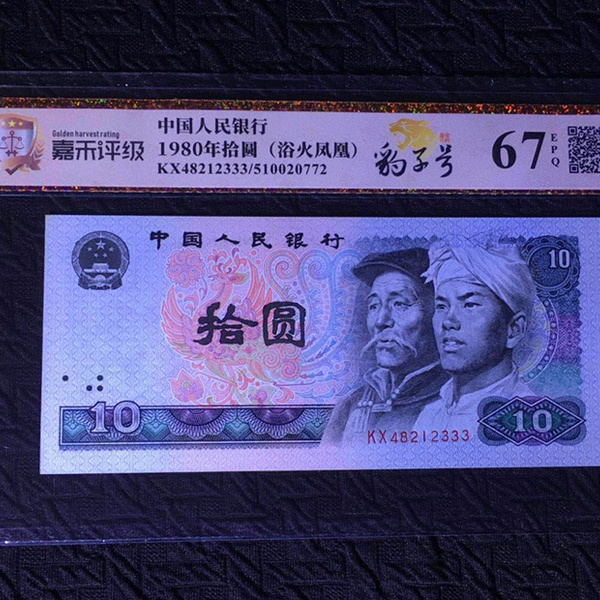 Golden harvest rating
嘉禾评级
中国人民银行
1980年拾圓（浴火凤凰）
KX48212333/510020772
豹子号
67
EPQ
中国人民银行
10
拾圆
10
KX48212333
10